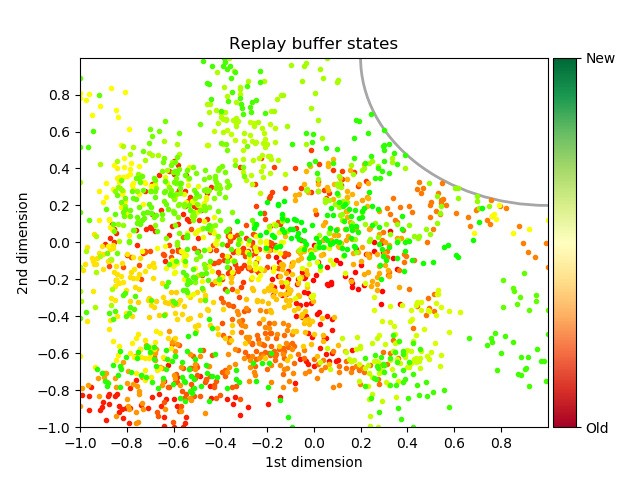 Replay buffer states
New
0.8
0.6
0.4
0.2
0.0
−0.2
−0.4
−0.6
−0.8
−1.0
2nd dimension
Old
−1.0 −0.8 −0.6 −0.4 −0.2 0.0 0.2 0.4 0.6 0.8
1st dimension